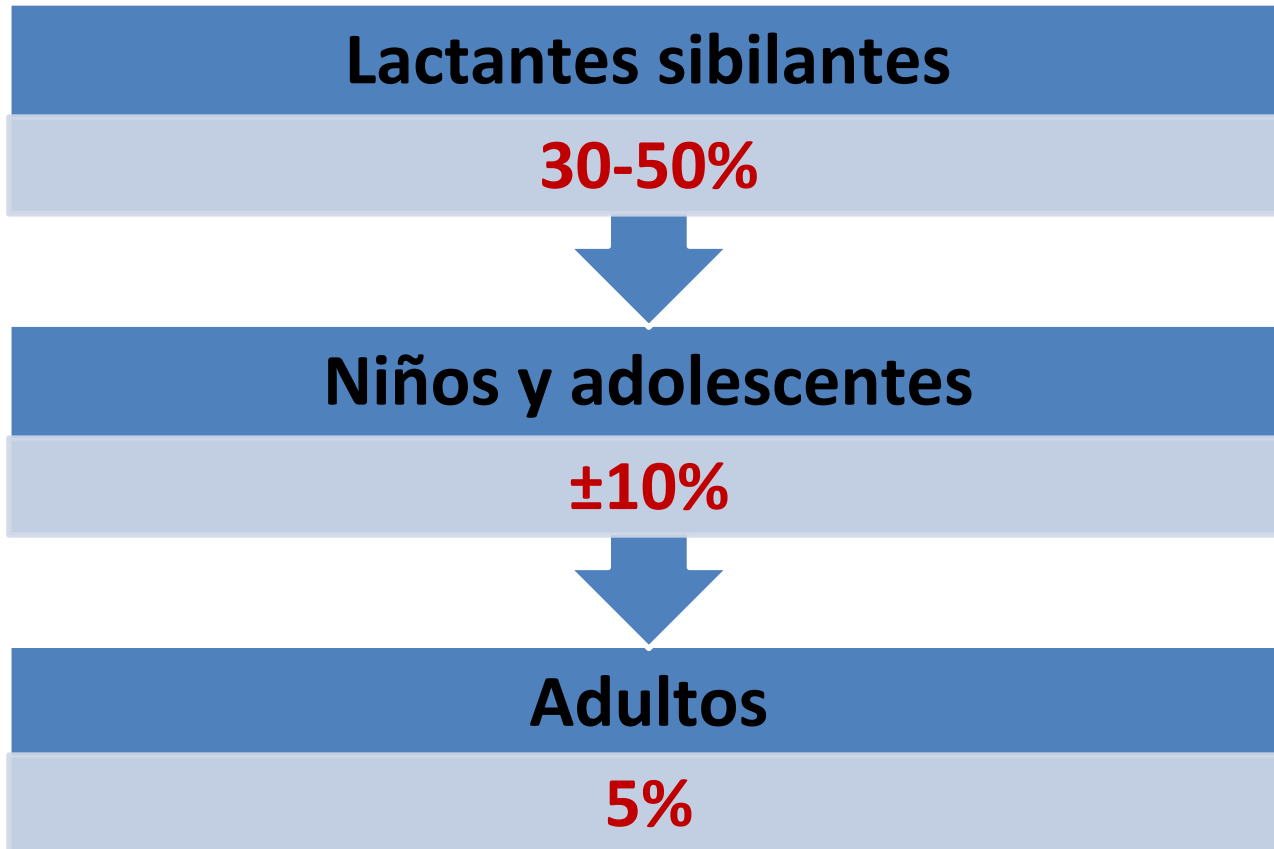 Lactantes sibilantes
30-50%
Niños y adolescentes
±10%
Adultos
5%